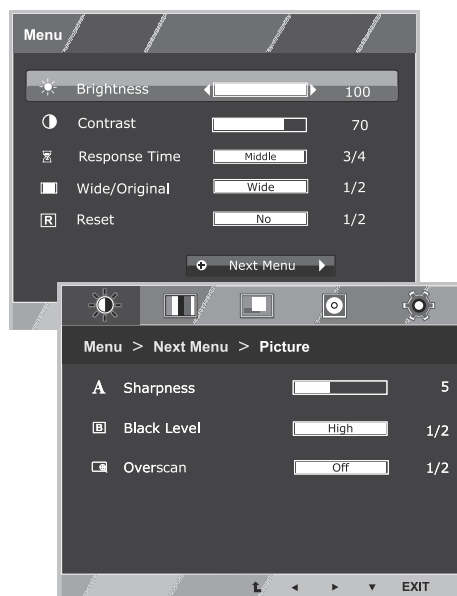 Menu
Brightness 100
Contrast 70
Response Time Middle 3/4
Wide/Original Wide 1/2
R Reset No 1/2
Next Menu
Menu > Next Menu > Picture
A Sharpness 5
B Black Level High 1/2
Overscan Off 1/2
EXIT